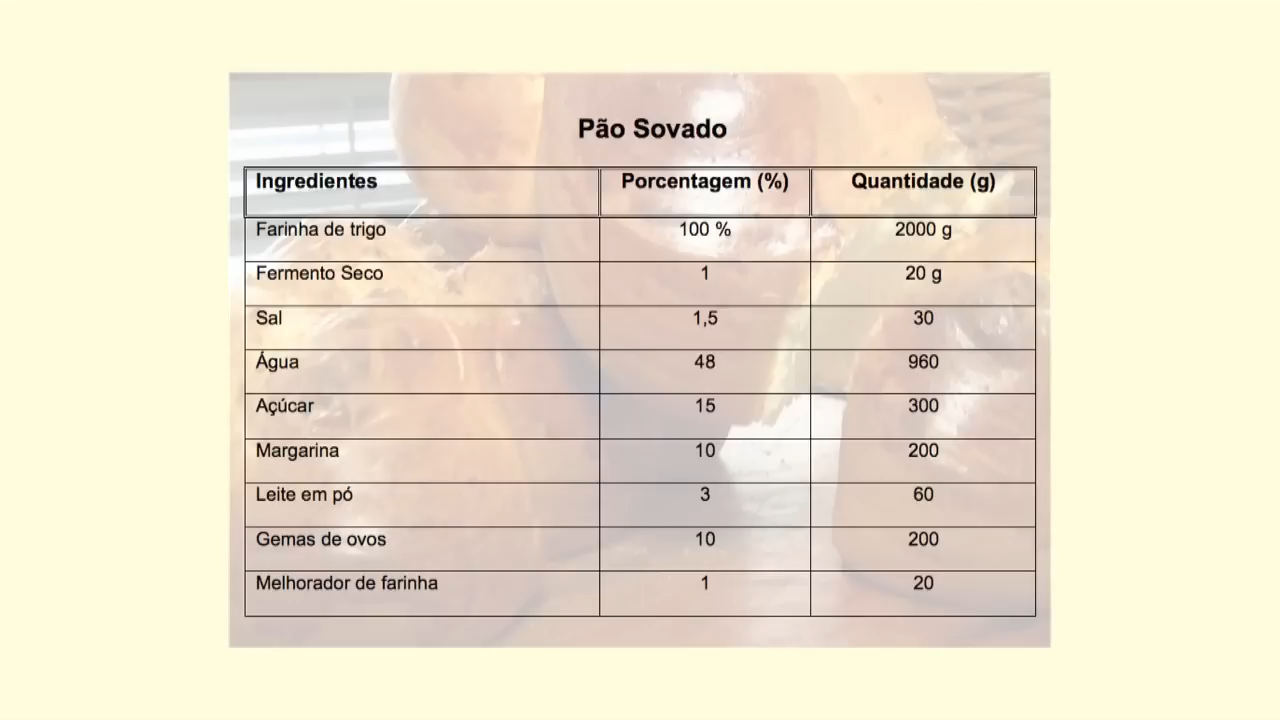 Pão Sovado
Ingredientes Porcentagem (%) Quantidade (g)
Farinha de trigo 100 % 2000 g
Fermento Seco 1 20 g
Sal 1,5 30
Água 48 960
Açúcar 15 300
Margarina 10 200
Leite em pó 3 60
Gemas de ovos 10 200
Melhorador de farinha 1 20